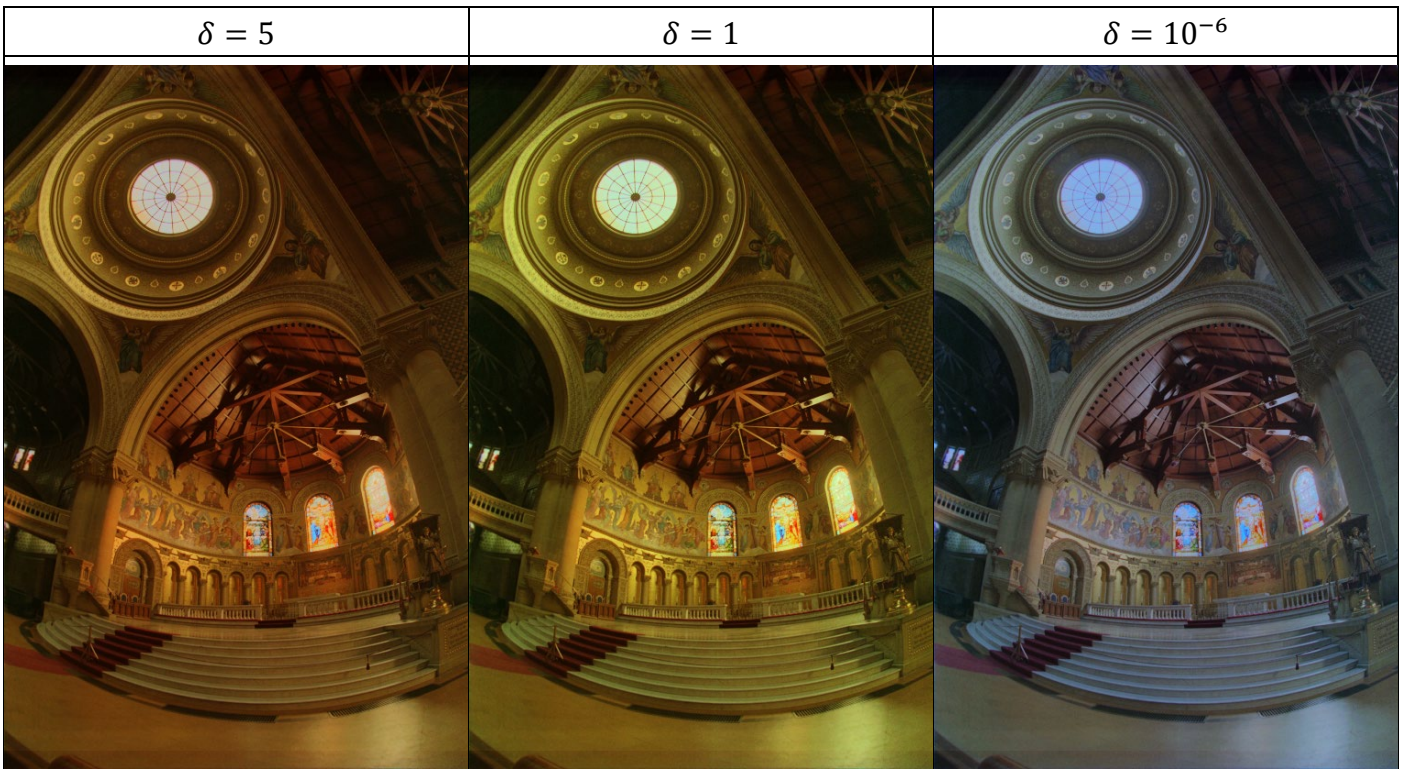 δ = 5
δ = 1
δ = 10⁻⁶